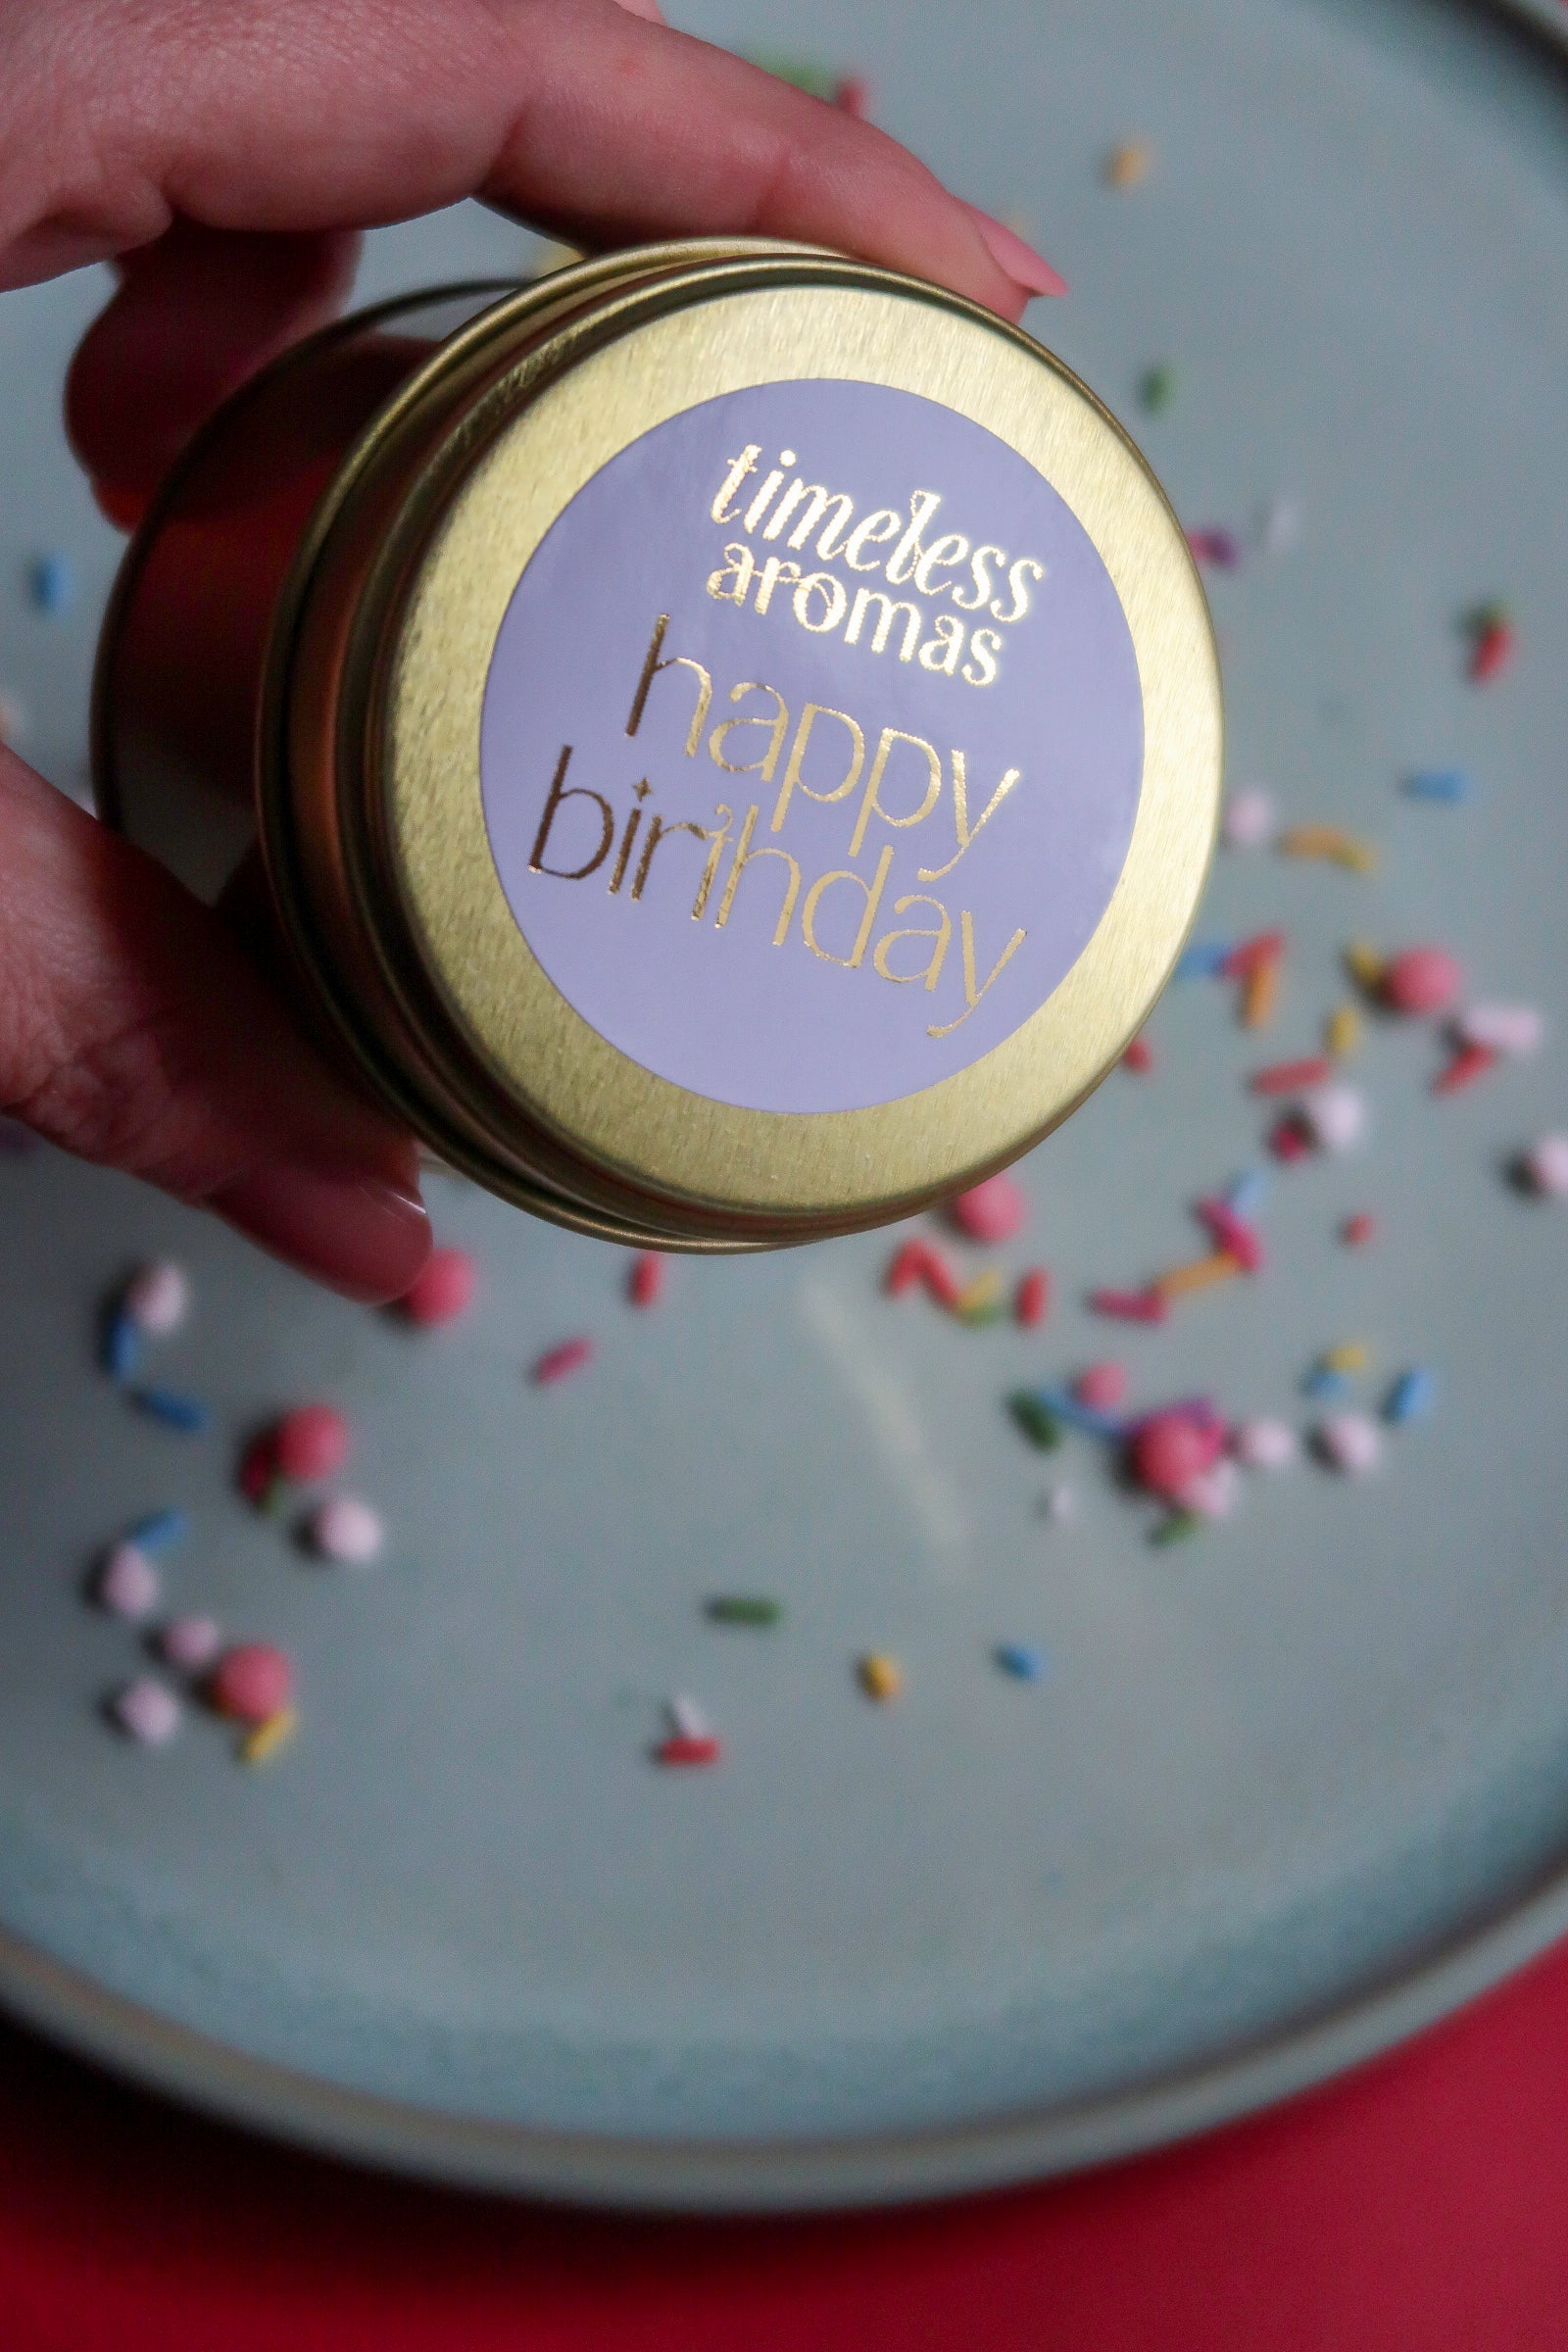 timeless
aromas
happy
birthday